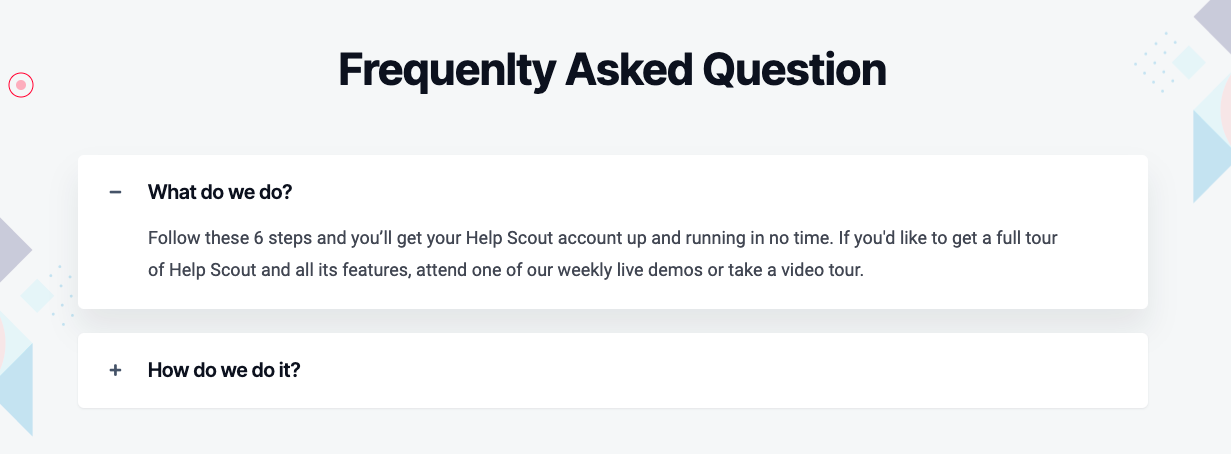 Frequenlty Asked Question
What do we do?
Follow these 6 steps and you’ll get your Help Scout account up and running in no time. If you'd like to get a full tour
of Help Scout and all its features, attend one of our weekly live demos or take a video tour.
How do we do it?